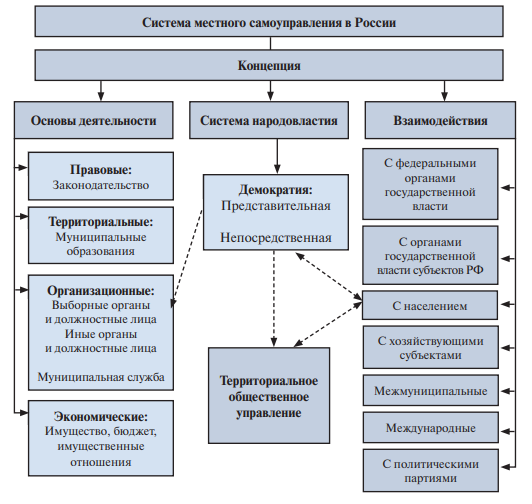 Система местного самоуправления в России
Концепция
Основы деятельности
Правовые:
Законодательство
Территориальные:
Муниципальные
образования
Организационные:
Выборные органы
и должностные лица
Иные органы
и должностные лица
Муниципальная служба
Экономические:
Имущество, бюджет,
имущественные
отношения
Система народовластия
Демократия:
Представительная
Непосредственная
Территориальное
общественное
управление
Взаимодействия
С федеральными
органами
государственной
власти
С органами
государственной
власти субъектов РФ
С населением
С хозяйствующими
субъектами
Межмуниципальные
Международные
С политическими
партиями